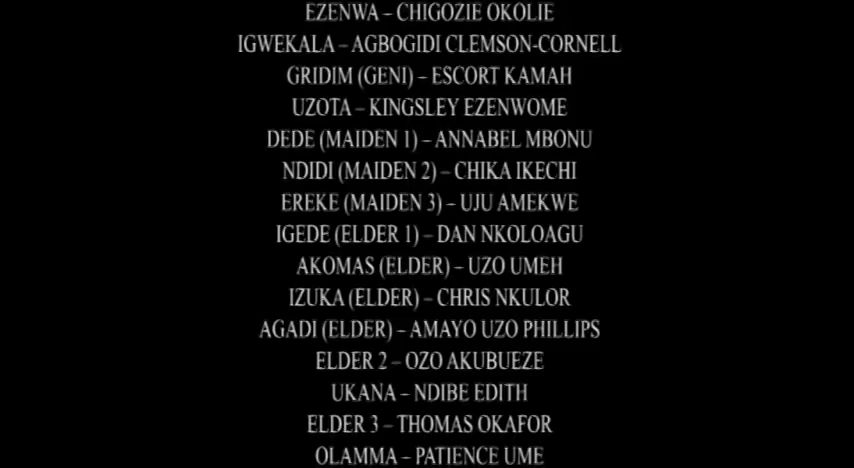 EZENWA – CHIGOZIE OKOLIE
IGWEKALA – AGBOGIDI CLEMSON-CORNELL
GRIDIM (GENI) – ESCORT KAMAH
UZOTA – KINGSLEY EZENWOME
DEDE (MAIDEN 1) – ANNABEL MBONU
NDIDI (MAIDEN 2) – CHIKA IKECHI
EREKE (MAIDEN 3) – UJU AMEKWE
IGEDE (ELDER 1) – DAN NKOLOAGU
AKOMAS (ELDER) – UZO UMEH
IZUKA (ELDER) – CHRIS NKULOR
AGADI (ELDER) – AMAYO UZO PHILLIPS
ELDER 2 – OZO AKUBUEZE
UKANA – NDIBE EDITH
ELDER 3 – THOMAS OKAFOR
OLAMMA – PATIENCE UME